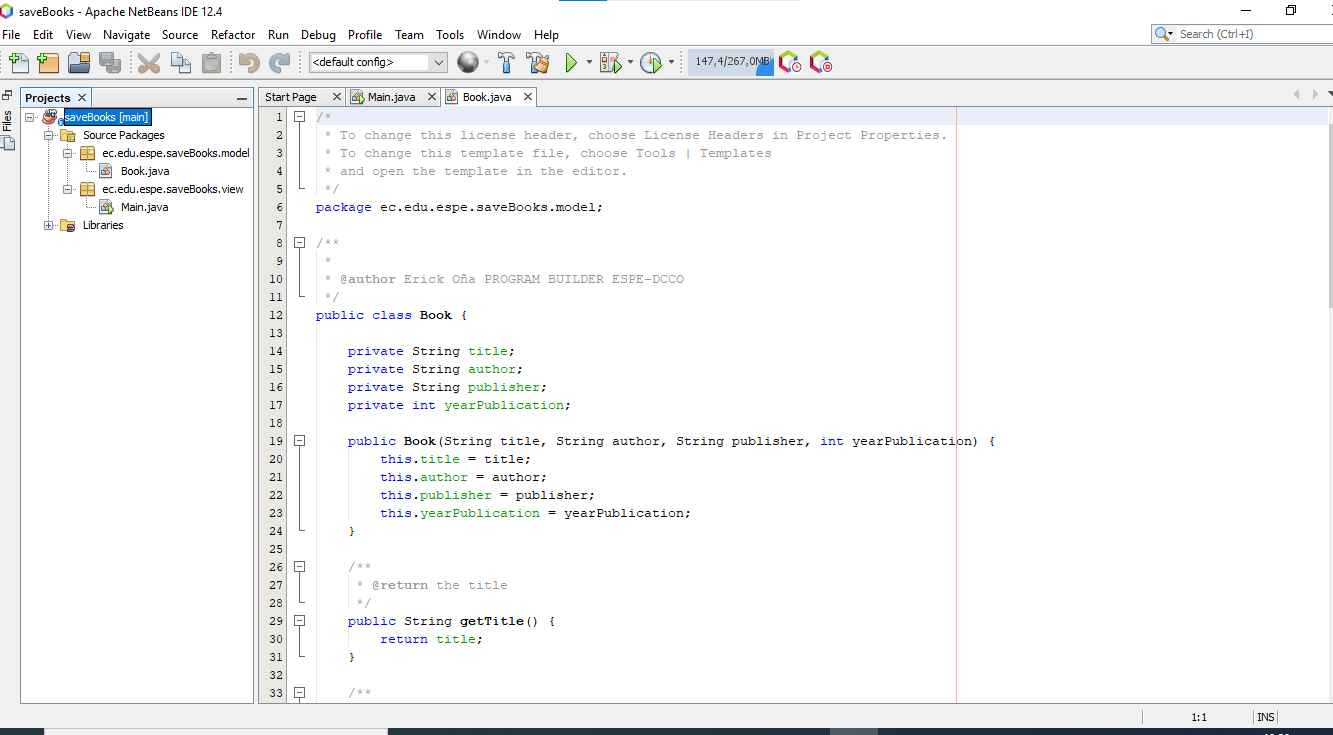 saveBooks - Apache NetBeans IDE 12.4
File Edit View Navigate Source Refactor Run Debug Profile Team Tools Window Help
Search (Ctrl+I)
<default config>
147,4/267,0MB
Files
Projects
saveBooks [main]
Source Packages
ec.edu.espe.saveBooks.model
Book.java
ec.edu.espe.saveBooks.view
Main.java
Libraries
Start Page Main.java Book.java
1 /*
2 * To change this license header, choose License Headers in Project Properties.
3 * To change this template file, choose Tools | Templates
4 * and open the template in the editor.
5 */
6 package ec.edu.espe.saveBooks.model;
7
8 /**
9 *
10 * @author Erick Oña PROGRAM BUILDER ESPE-DCCO
11 */
12 public class Book {
13
14 private String title;
15 private String author;
16 private String publisher;
17 private int yearPublication;
18
19 public Book(String title, String author, String publisher, int yearPublication) {
20 this.title = title;
21 this.author = author;
22 this.publisher = publisher;
23 this.yearPublication = yearPublication;
24 }
25
26 /**
27 * @return the title
28 */
29 public String getTitle() {
30 return title;
31 }
32
33 /**
1:1 INS